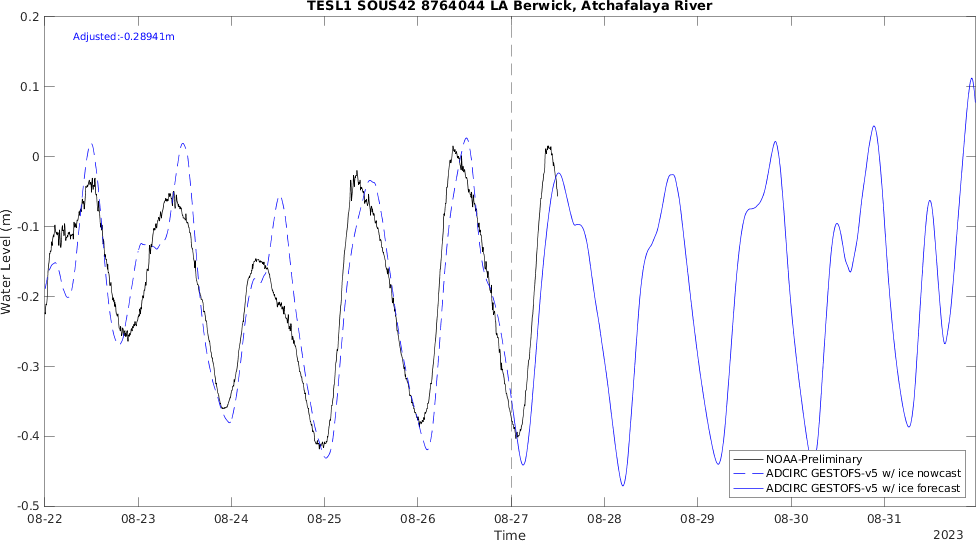 TESL1 SOUS42 8764044 LA Berwick, Atchafalaya River
Adjusted:-0.28941m
0.2
0.1
0
-0.1
-0.2
-0.3
-0.4
-0.5
Water Level (m)
NOAA-Preliminary
ADCIRC GESTOFS-v5 w/ ice nowcast
ADCIRC GESTOFS-v5 w/ ice forecast
08-22 08-23 08-24 08-25 08-26 08-27 08-28 08-29 08-30 08-31
Time
2023